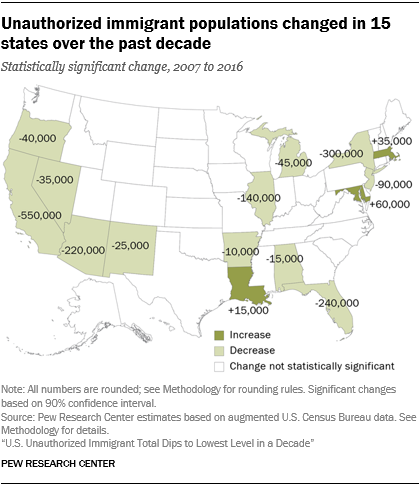 Unauthorized immigrant populations changed in 15
states over the past decade
Statistically significant change, 2007 to 2016
+35,000
-40,000
-300,000
-45,000
-35,000
-90,000
-140,000
+60,000
-550,000
-220,000
-25,000
-10,000
-15,000
-240,000
+15,000
Increase
Decrease
Change not statistically significant
Note: All numbers are rounded; see Methodology for rounding rules. Significant changes
based on 90% confidence interval.
Source: Pew Research Center estimates based on augmented U.S. Census Bureau data. See
Methodology for details.
“U.S. Unauthorized Immigrant Total Dips to Lowest Level in a Decade”
PEW RESEARCH CENTER